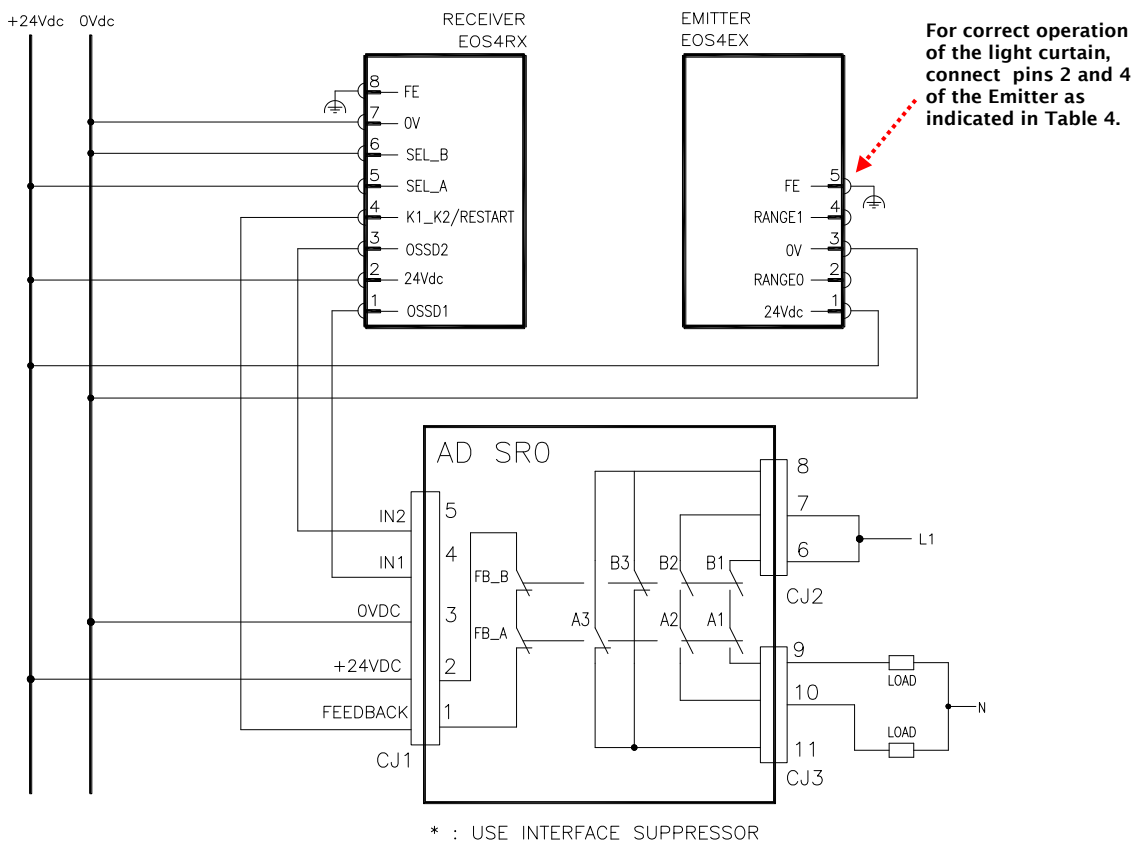 +24Vdc 0Vdc
RECEIVER
EOS4RX
8 FE
7 0V
6 SEL_B
5 SEL_A
4 K1_K2/RESTART
3 OSSD2
2 24Vdc
1 OSSD1
EMITTER
EOS4EX
FE 5
RANGE1 4
0V 3
RANGE0 2
24Vdc 1
For correct operation
of the light curtain,
connect pins 2 and 4
of the Emitter as
indicated in Table 4.
AD SR0
IN2 5
IN1 4
0VDC 3
+24VDC 2
FEEDBACK 1
CJ1
FB_B
FB_A
B3 B2 B1
A3 A2 A1
8
7
6
CJ2
L1
9
10
11
CJ3
LOAD
LOAD
N
* : USE INTERFACE SUPPRESSOR